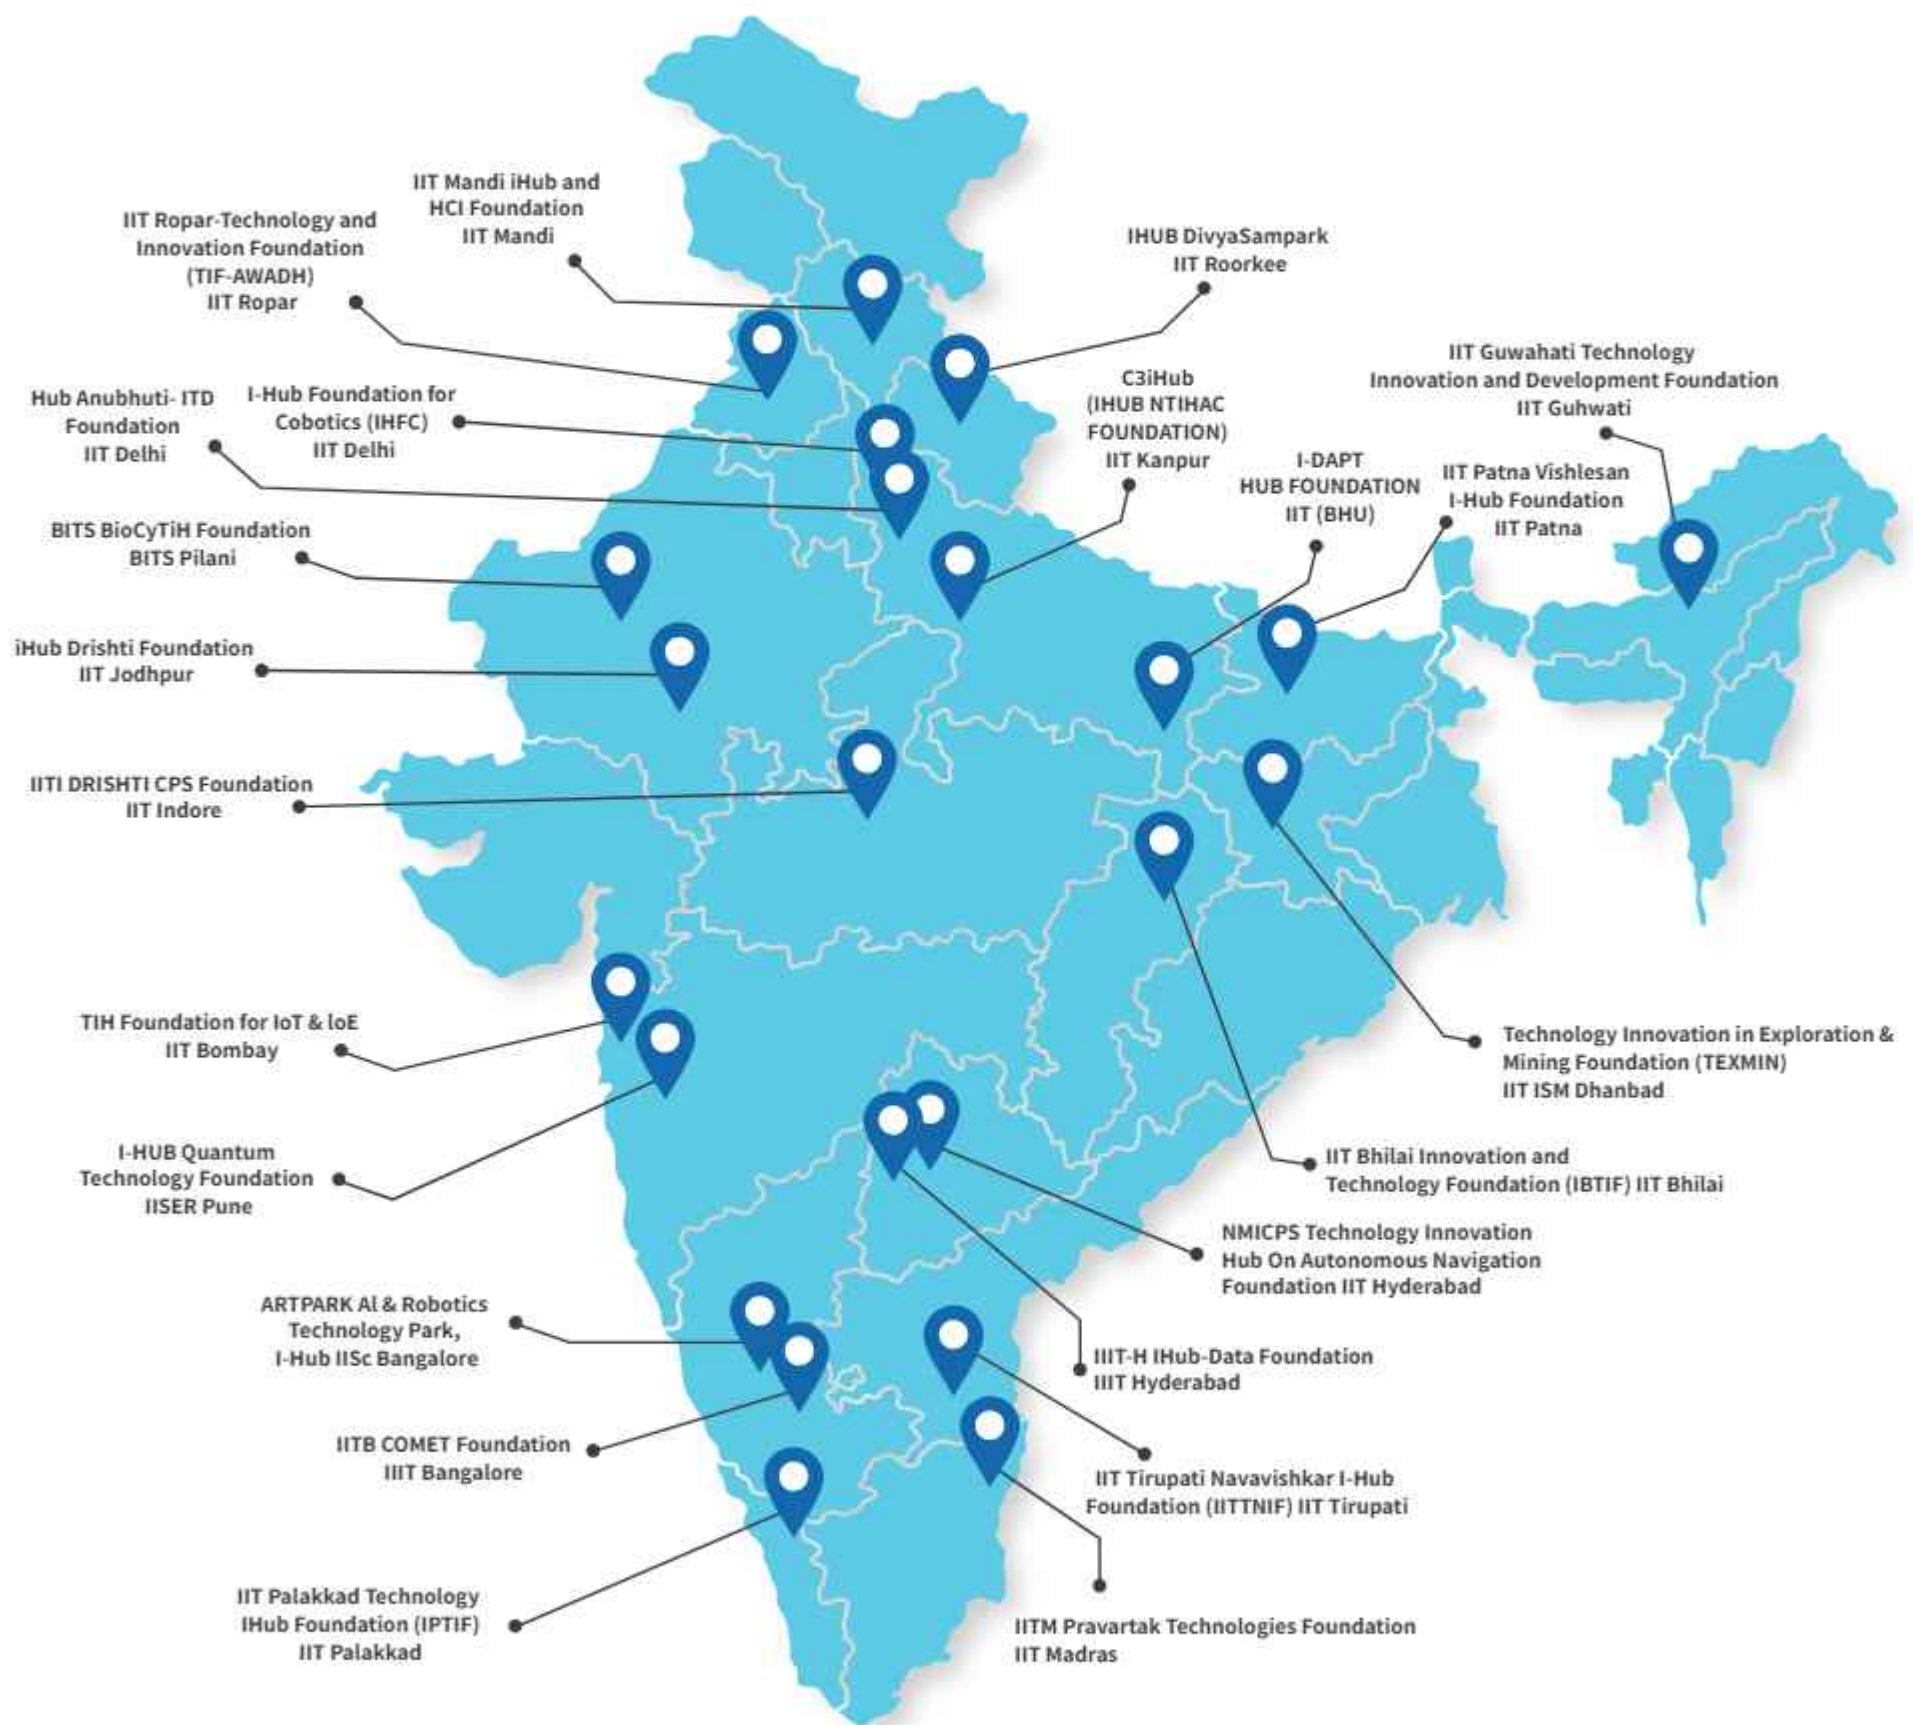 IIT Mandi iHub and
HCI Foundation
IIT Mandi
IIT Ropar-Technology and
Innovation Foundation
(TIF-AWADH)
IIT Ropar
IHUB DivyaSampark
IIT Roorkee
IIT Guwahati Technology
Innovation and Development Foundation
IIT Guhwati
C3iHub
(IHUB NTIHAC
FOUNDATION)
IIT Kanpur
Hub Anubhuti- ITD
Foundation
IIT Delhi
I-Hub Foundation for
Cobotics (IHFC)
IIT Delhi
I-DAPT
HUB FOUNDATION
IIT (BHU)
IIT Patna Vishlesan
I-Hub Foundation
IIT Patna
BITS BioCyTiH Foundation
BITS Pilani
iHub Drishti Foundation
IIT Jodhpur
IITI DRISHTI CPS Foundation
IIT Indore
TIH Foundation for IoT & loE
IIT Bombay
Technology Innovation in Exploration &
Mining Foundation (TEXMIN)
IIT ISM Dhanbad
I-HUB Quantum
Technology Foundation
IISER Pune
IIT Bhilai Innovation and
Technology Foundation (IBTIF) IIT Bhilai
NMICPS Technology Innovation
Hub On Autonomous Navigation
Foundation IIT Hyderabad
ARTPARK Al & Robotics
Technology Park,
I-Hub IISc Bangalore
IIIT-H IHub-Data Foundation
IIIT Hyderabad
IITB COMET Foundation
IIIT Bangalore
IIT Tirupati Navavishkar I-Hub
Foundation (IITTNIF) IIT Tirupati
IIT Palakkad Technology
IHub Foundation (IPTIF)
IIT Palakkad
IITM Pravartak Technologies Foundation
IIT Madras